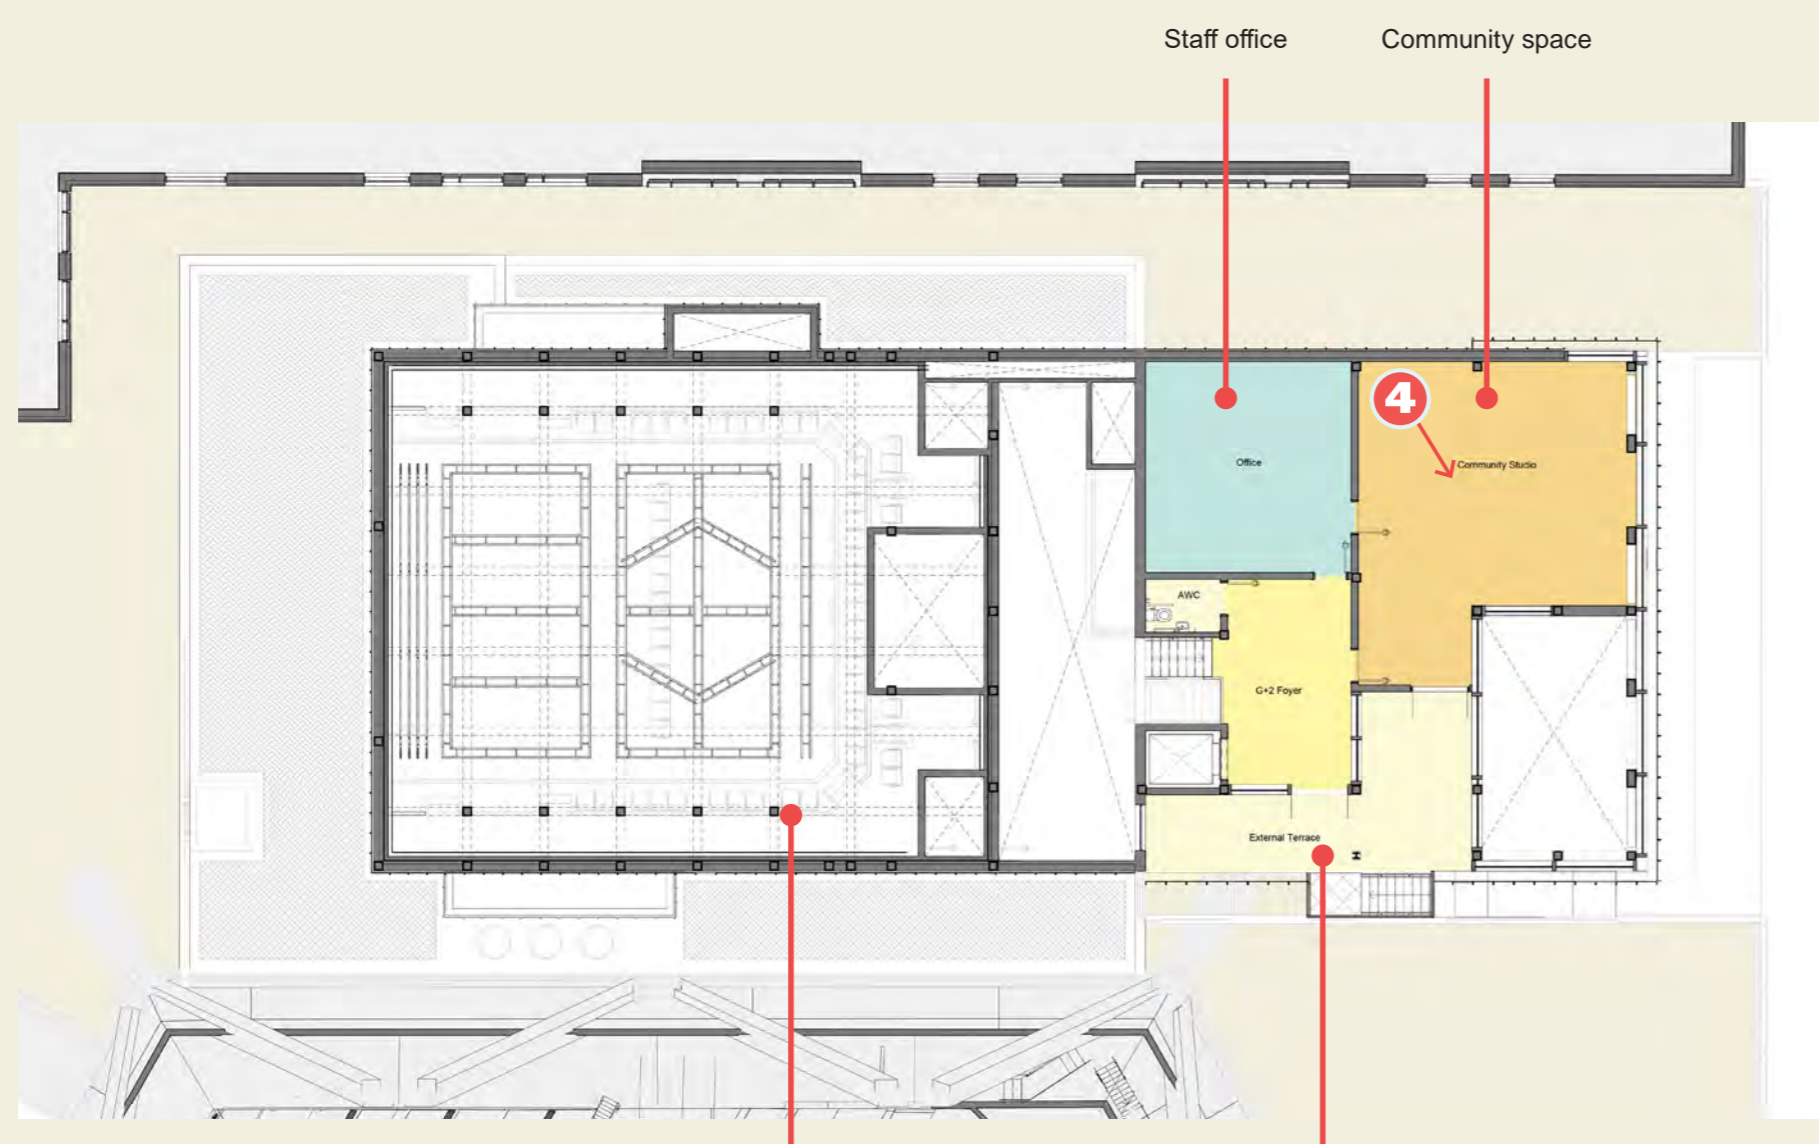 Staff office
Community space
4
Office
Community Studio
AWC
G+2 Foyer
External Terrace